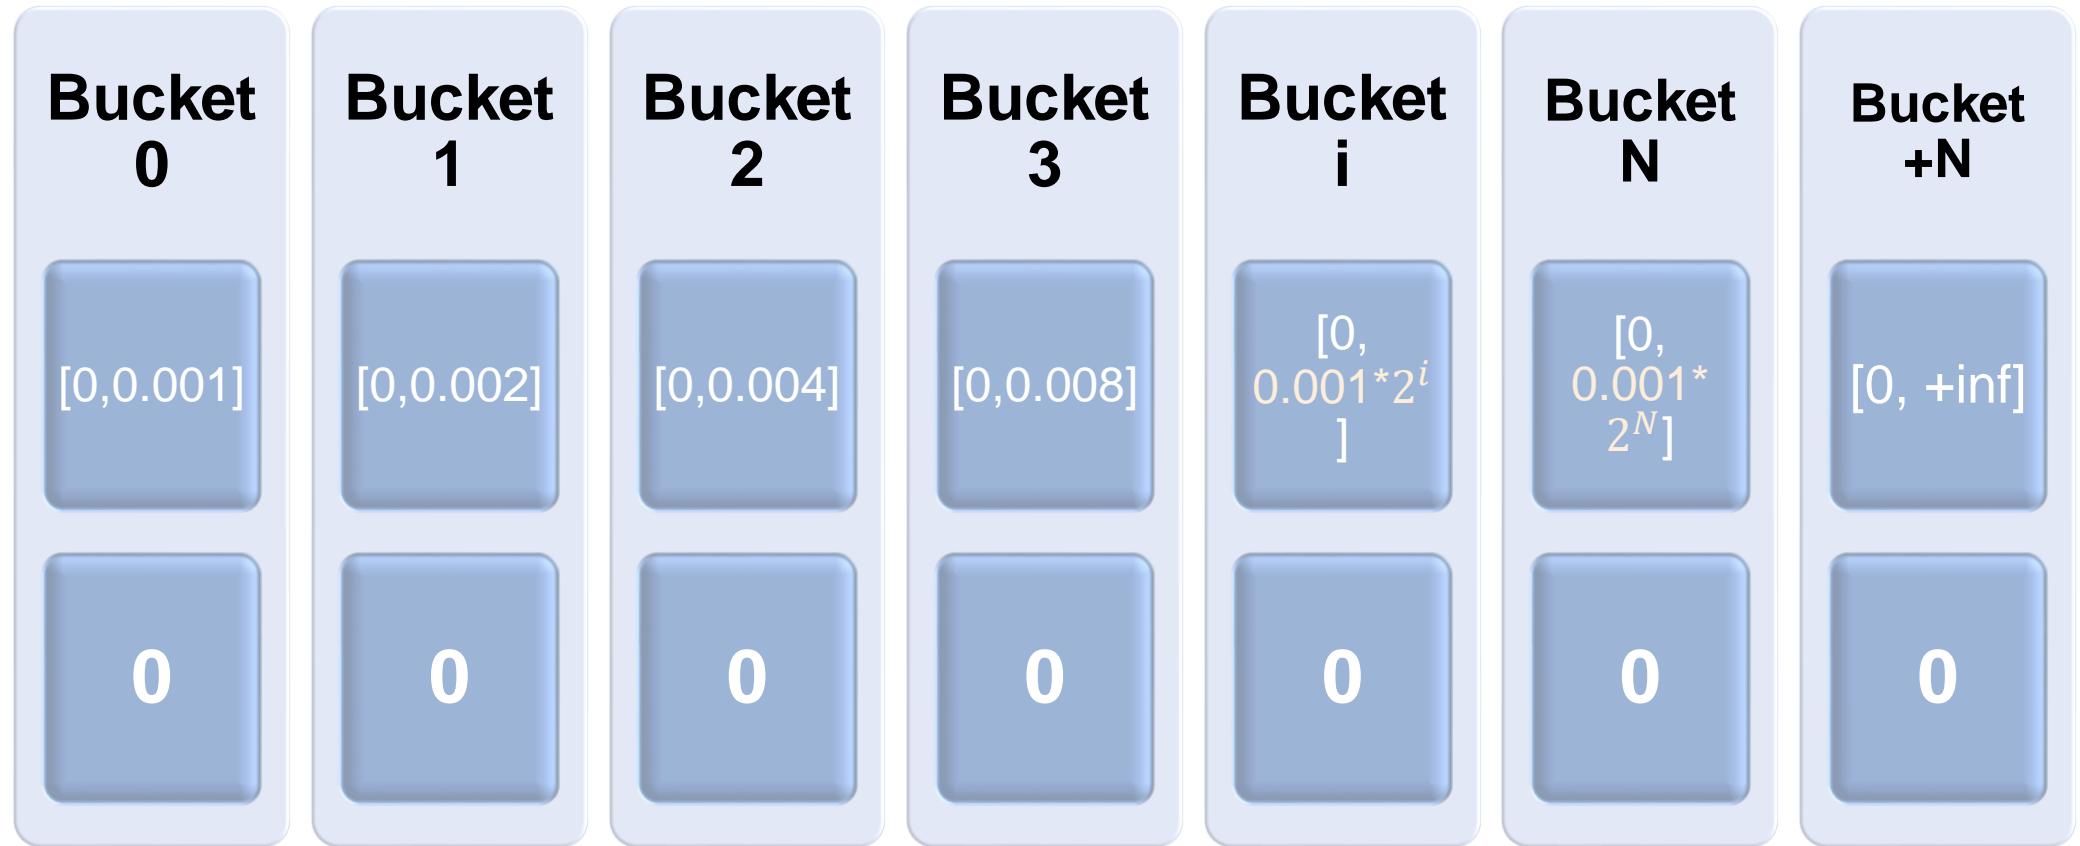 Bucket
0
Bucket
1
Bucket
2
Bucket
3
Bucket
i
Bucket
N
Bucket
+N
[0,0.001]
[0,0.002]
[0,0.004]
[0,0.008]
[0,
0.001*2^i
]
[0,
0.001*
2^N]
[0, +inf]
0
0
0
0
0
0
0